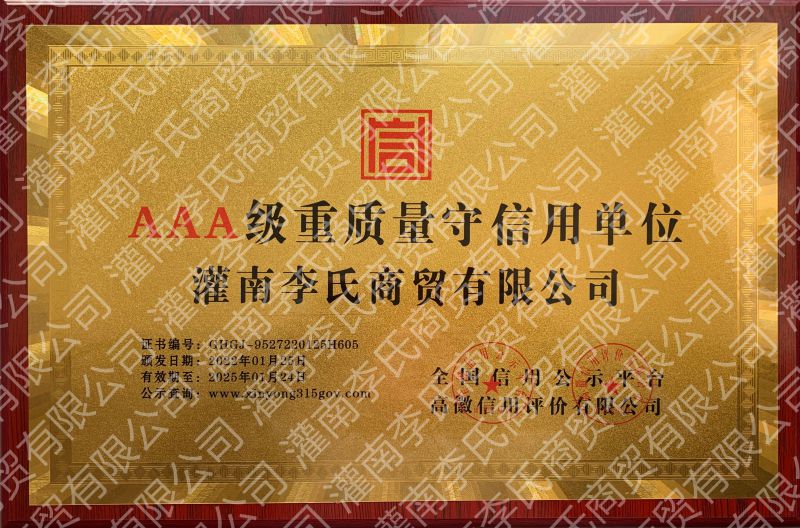 信
AAA级重质量守信用单位
灌南李氏商贸有限公司
证书编号：GHGJ-9527220125H605
颁发日期：2022年01月25日
有效期至：2025年01月24日
公示查询：www.xinyong315gov.com
全国信用公示平台
高徽信用评价有限公司
灌南李氏商贸有限公司